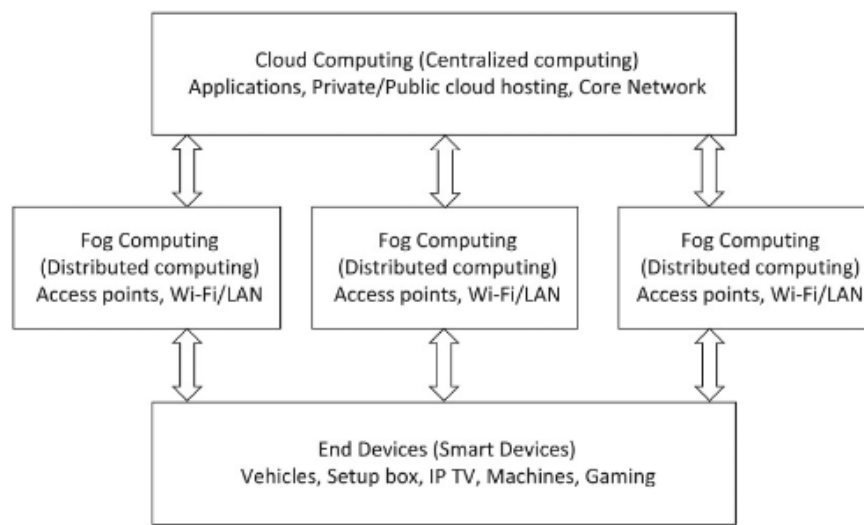 Cloud Computing (Centralized computing)
Applications, Private/Public cloud hosting, Core Network
Fog Computing
(Distributed computing)
Access points, Wi-Fi/LAN
Fog Computing
(Distributed computing)
Access points, Wi-Fi/LAN
Fog Computing
(Distributed computing)
Access points, Wi-Fi/LAN
End Devices (Smart Devices)
Vehicles, Setup box, IP TV, Machines, Gaming